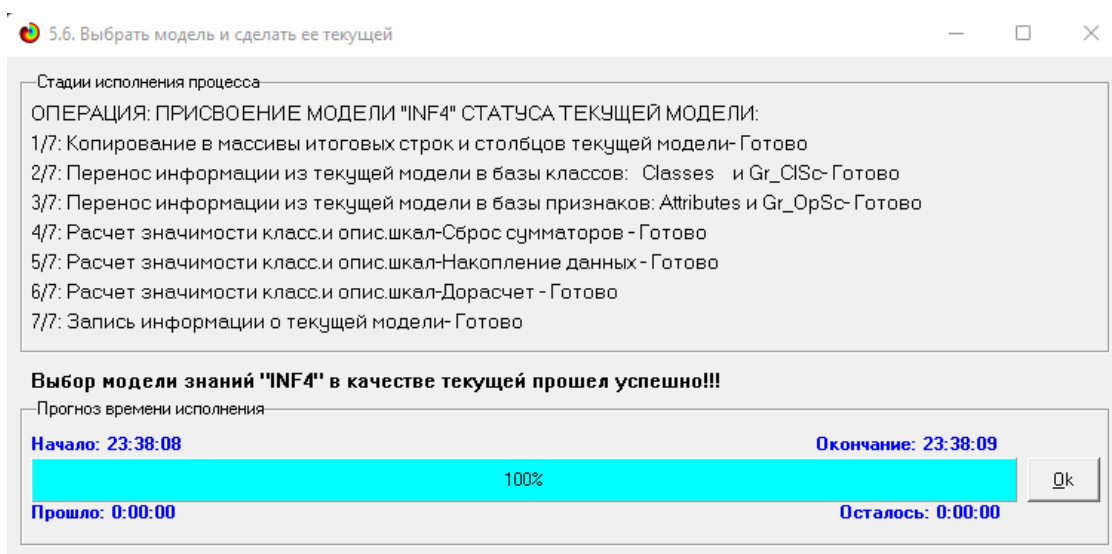 5.6. Выбрать модель и сделать ее текущей
Стадии исполнения процесса
ОПЕРАЦИЯ: ПРИСВОЕНИЕ МОДЕЛИ "INF4" СТАТУСА ТЕКУЩЕЙ МОДЕЛИ:
1/7: Копирование в массивы итоговых строк и столбцов текущей модели- Готово
2/7: Перенос информации из текущей модели в базы классов: Classes и Gr_ClSc- Готово
3/7: Перенос информации из текущей модели в базы признаков: Attributes и Gr_OpSc- Готово
4/7: Расчет значимости класс.и опис.шкал-Сброс сумматоров - Готово
5/7: Расчет значимости класс.и опис.шкал-Накопление данных - Готово
6/7: Расчет значимости класс.и опис.шкал-Дорасчет - Готово
7/7: Запись информации о текущей модели- Готово
Выбор модели знаний "INF4" в качестве текущей прошел успешно!!!
Прогноз времени исполнения
Начало: 23:38:08 Окончание: 23:38:09
100% Ok
Прошло: 0:00:00 Осталось: 0:00:00